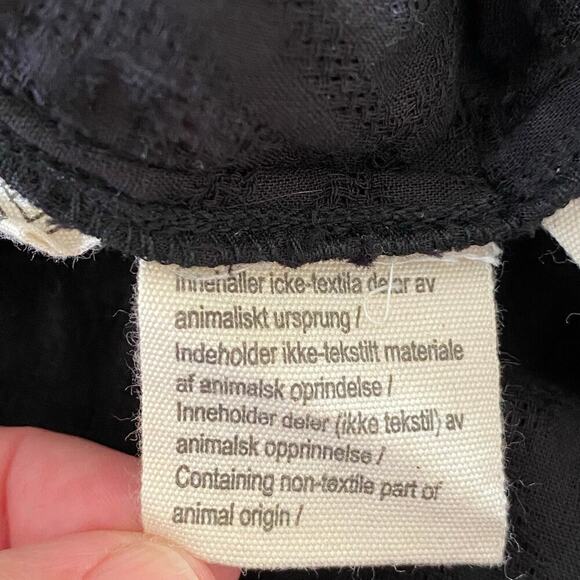 Innehåller icke-textila delar av
animaliskt ursprung /
Indeholder ikke-tekstilt materiale
af animalsk oprindelse /
Inneholder deler (ikke tekstil) av
animalsk opprinnelse /
Containing non-textile part of
animal origin /